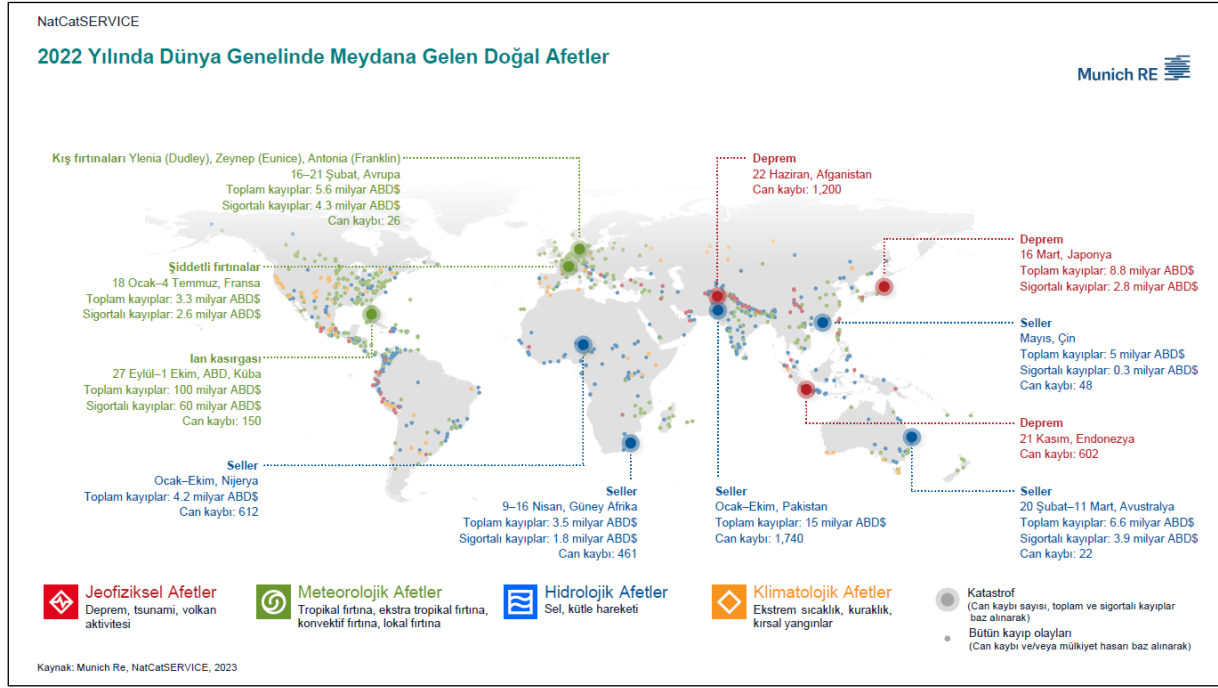 NatCatSERVICE
2022 Yılında Dünya Genelinde Meydana Gelen Doğal Afetler
Munich RE
Kış fırtınaları Ylenia (Dudley), Zeynep (Eunice), Antonia (Franklin)
16–21 Şubat, Avrupa
Toplam kayıplar: 5.6 milyar ABD$
Sigortalı kayıplar: 4.3 milyar ABD$
Can kaybı: 26
Deprem
22 Haziran, Afganistan
Can kaybı: 1,200
Deprem
16 Mart, Japonya
Toplam kayıplar: 8.8 milyar ABD$
Sigortalı kayıplar: 2.8 milyar ABD$
Şiddetli fırtınalar
18 Ocak–4 Temmuz, Fransa
Toplam kayıplar: 3.3 milyar ABD$
Sigortalı kayıplar: 2.6 milyar ABD$
Seller
Mayıs, Çin
Toplam kayıplar: 5 milyar ABD$
Sigortalı kayıplar: 0.3 milyar ABD$
Can kaybı: 48
Ian kasırgası
27 Eylül–1 Ekim, ABD, Küba
Toplam kayıplar: 100 milyar ABD$
Sigortalı kayıplar: 60 milyar ABD$
Can kaybı: 150
Deprem
21 Kasım, Endonezya
Can kaybı: 602
Seller
Ocak–Ekim, Nijerya
Toplam kayıplar: 4.2 milyar ABD$
Can kaybı: 612
Seller
9–16 Nisan, Güney Afrika
Toplam kayıplar: 3.5 milyar ABD$
Sigortalı kayıplar: 1.8 milyar ABD$
Can kaybı: 461
Seller
Ocak–Ekim, Pakistan
Toplam kayıplar: 15 milyar ABD$
Can kaybı: 1,740
Seller
20 Şubat–11 Mart, Avustralya
Toplam kayıplar: 6.6 milyar ABD$
Sigortalı kayıplar: 3.9 milyar ABD$
Can kaybı: 22
Jeofiziksel Afetler
Deprem, tsunami, volkan
aktivitesi
Meteorolojik Afetler
Tropikal fırtına, ekstra tropikal fırtına,
konvektif fırtına, lokal fırtına
Hidrolojik Afetler
Sel, kütle hareketi
Klimatolojik Afetler
Ekstrem sıcaklık, kuraklık,
kırsal yangınlar
Katastrof
(Can kaybı sayısı, toplam ve sigortalı kayıplar
baz alınarak)
Bütün kayıp olayları
(Can kaybı ve/veya mülkiyet hasarı baz alınarak)
Kaynak: Munich Re, NatCatSERVICE, 2023